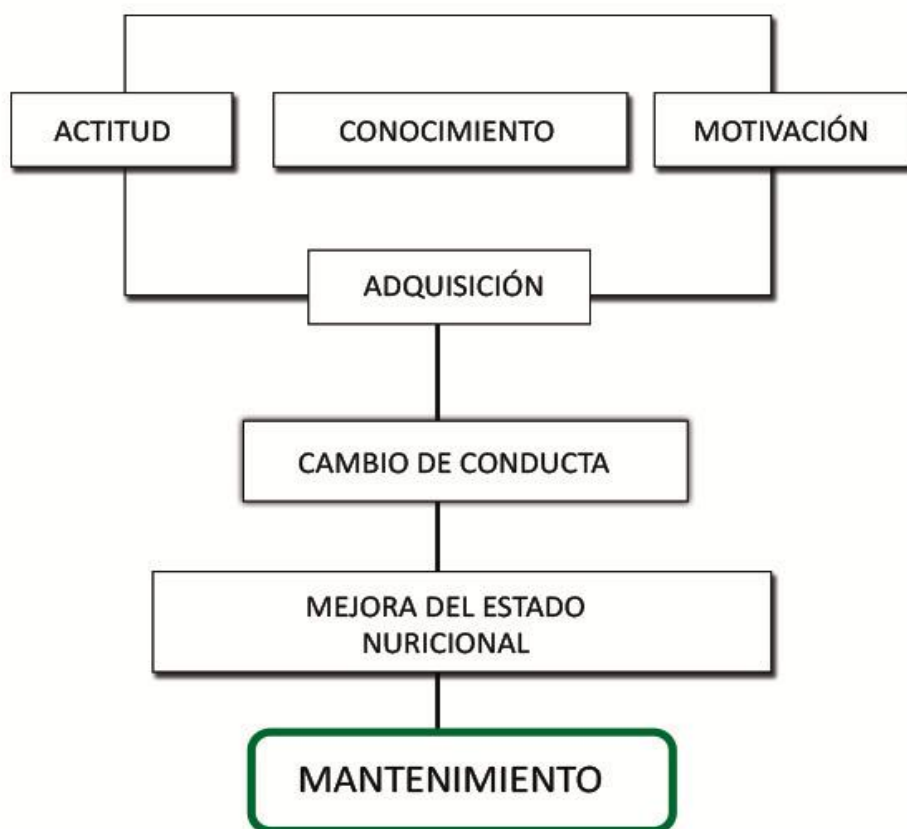 ACTITUD
CONOCIMIENTO
MOTIVACIÓN
ADQUISICIÓN
CAMBIO DE CONDUCTA
MEJORA DEL ESTADO
NURICIONAL
MANTENIMIENTO